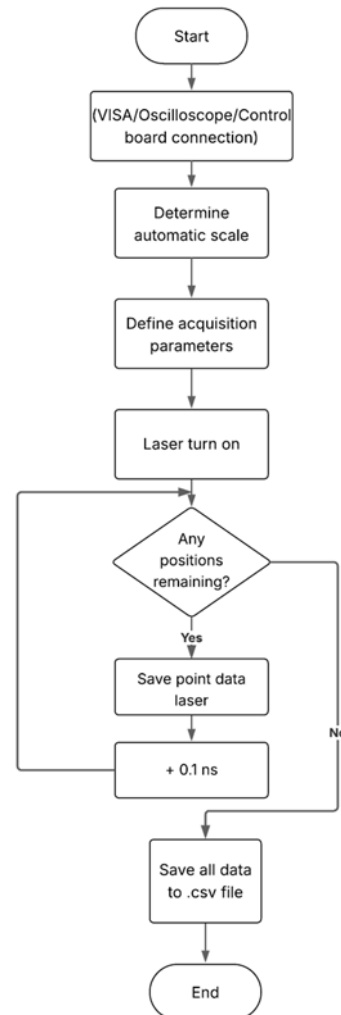 Start
(VISA/Oscilloscope/Control
board connection)
Determine
automatic scale
Define acquisition
parameters
Laser turn on
Any
positions
remaining?
Yes
Save point data
laser
+ 0.1 ns
No
Save all data
to .csv file
End